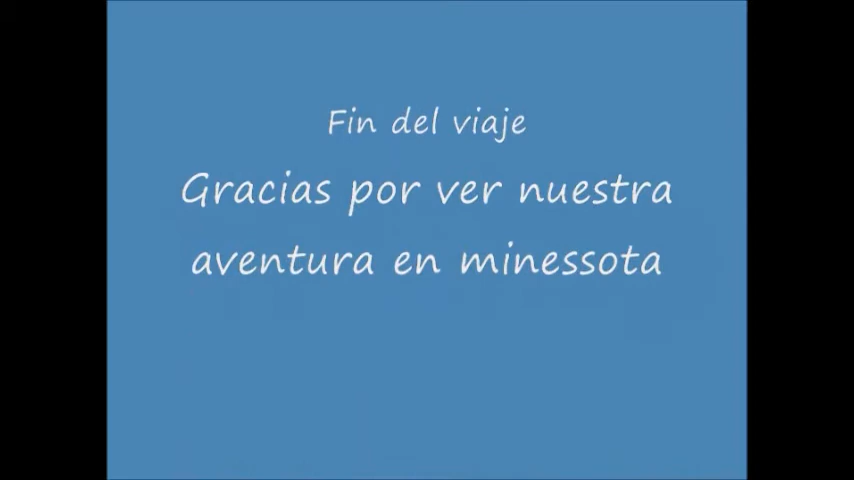 Fin del viaje
Gracias por ver nuestra
aventura en minessota